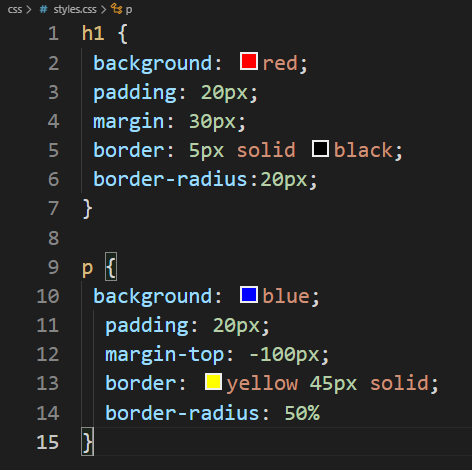 css > # styles.css > p
1 h1 {
2 background: red;
3 padding: 20px;
4 margin: 30px;
5 border: 5px solid black;
6 border-radius:20px;
7 }
8
9 p {
10 background: blue;
11 padding: 20px;
12 margin-top: -100px;
13 border: yellow 45px solid;
14 border-radius: 50%
15 }